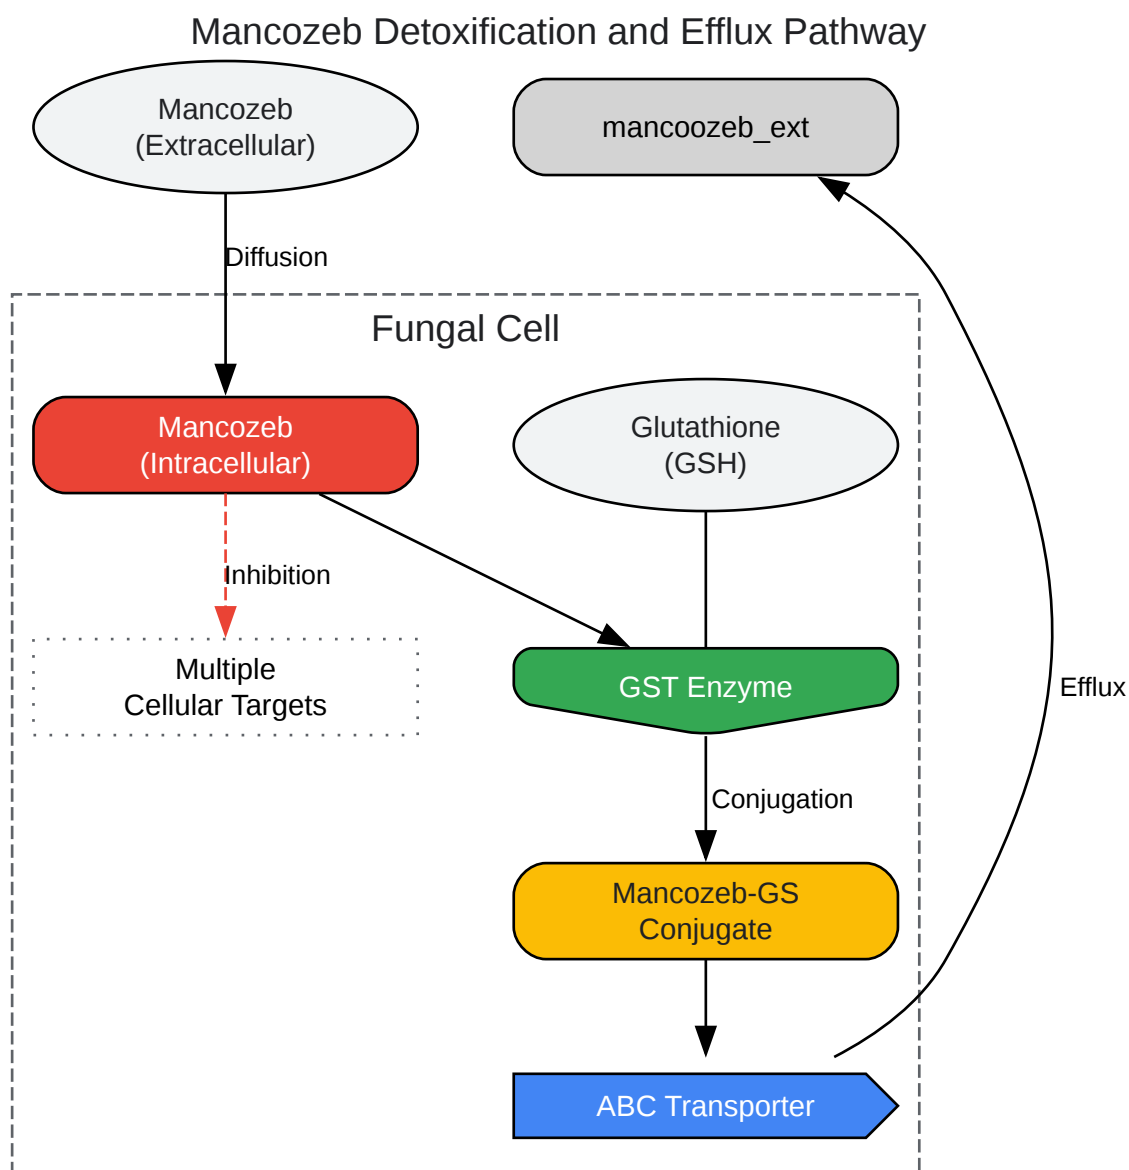 Mancozeb Detoxification and Efflux Pathway
Mancozeb
(Extracellular)
mancoozeb_ext
Diffusion
Fungal Cell
Mancozeb
(Intracellular)
Glutathione
(GSH)
Inhibition
Multiple
Cellular Targets
GST Enzyme
Efflux
Conjugation
Mancozeb-GS
Conjugate
ABC Transporter